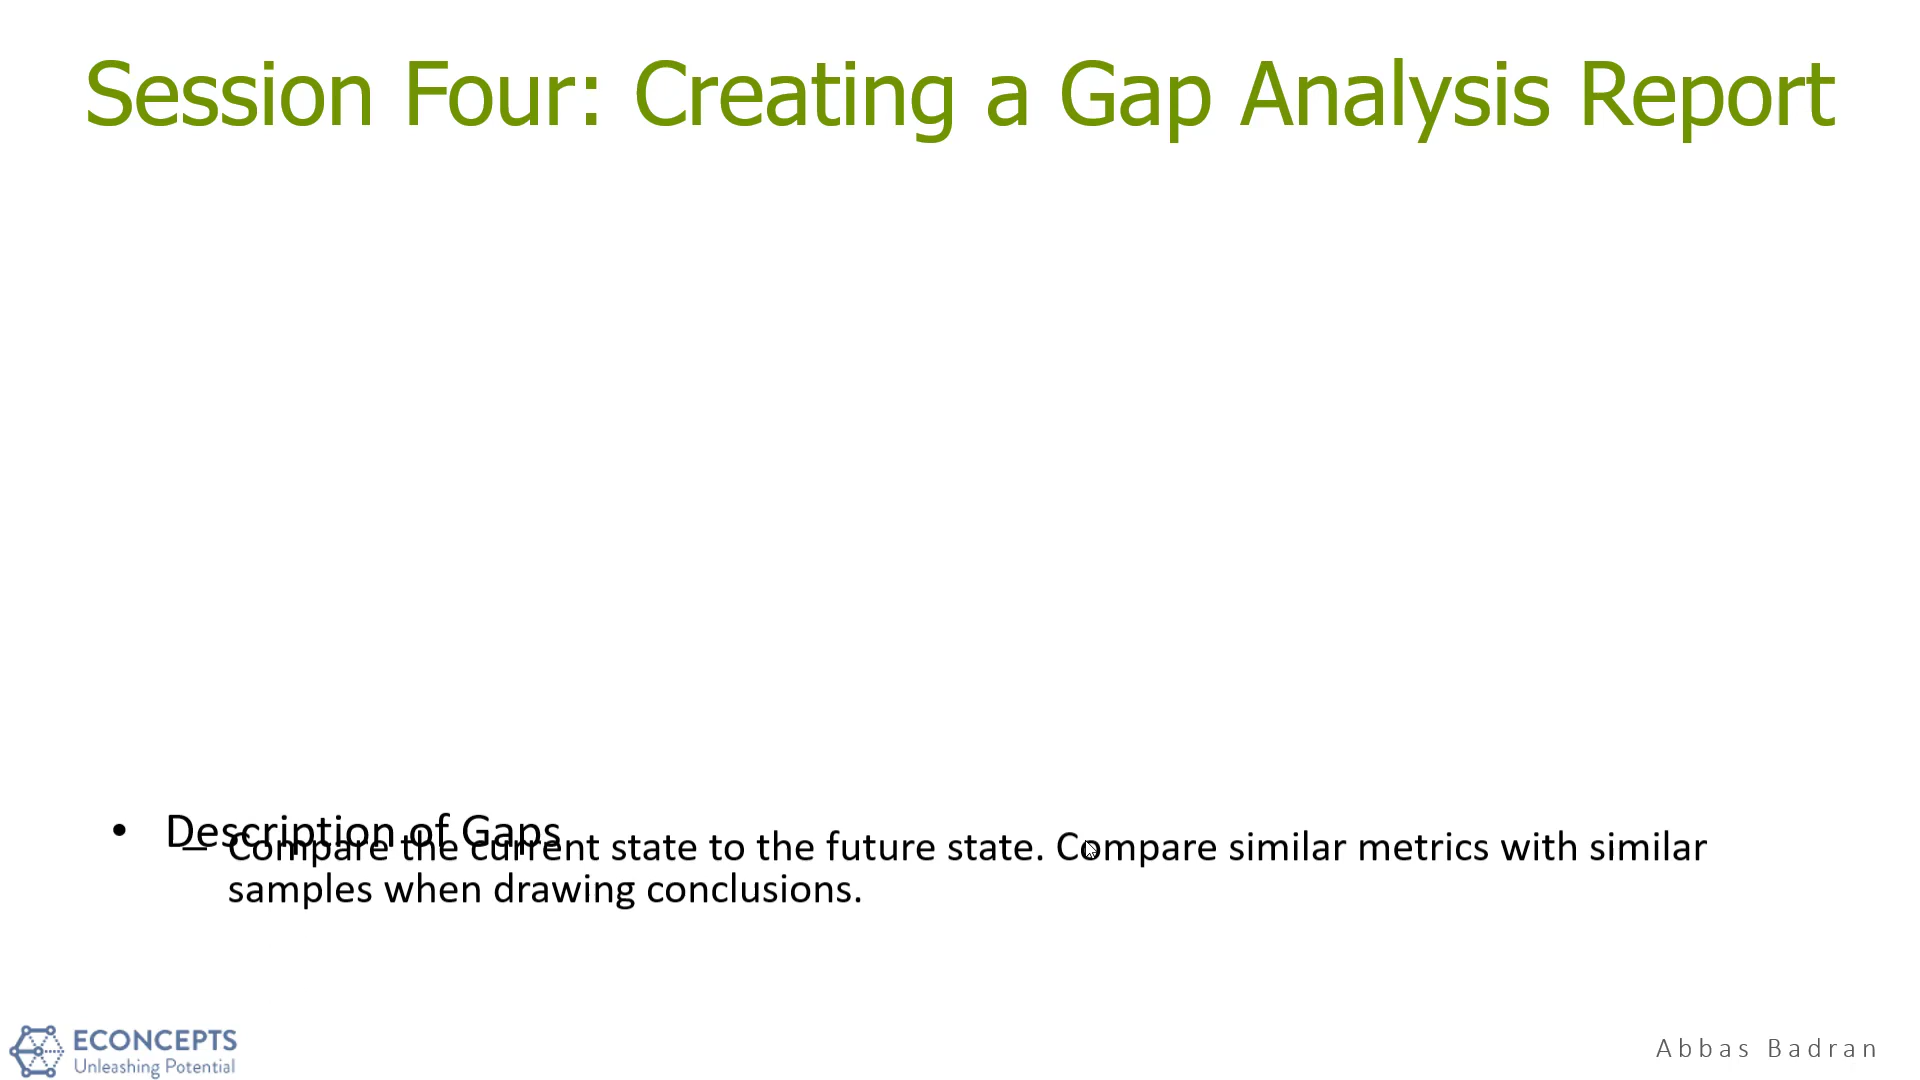 Session Four: Creating a Gap Analysis Report
• Description of Gaps
– Compare the current state to the future state. Compare similar metrics with similar
samples when drawing conclusions.
ECONCEPTS
Unleashing Potential
Abbas Badran